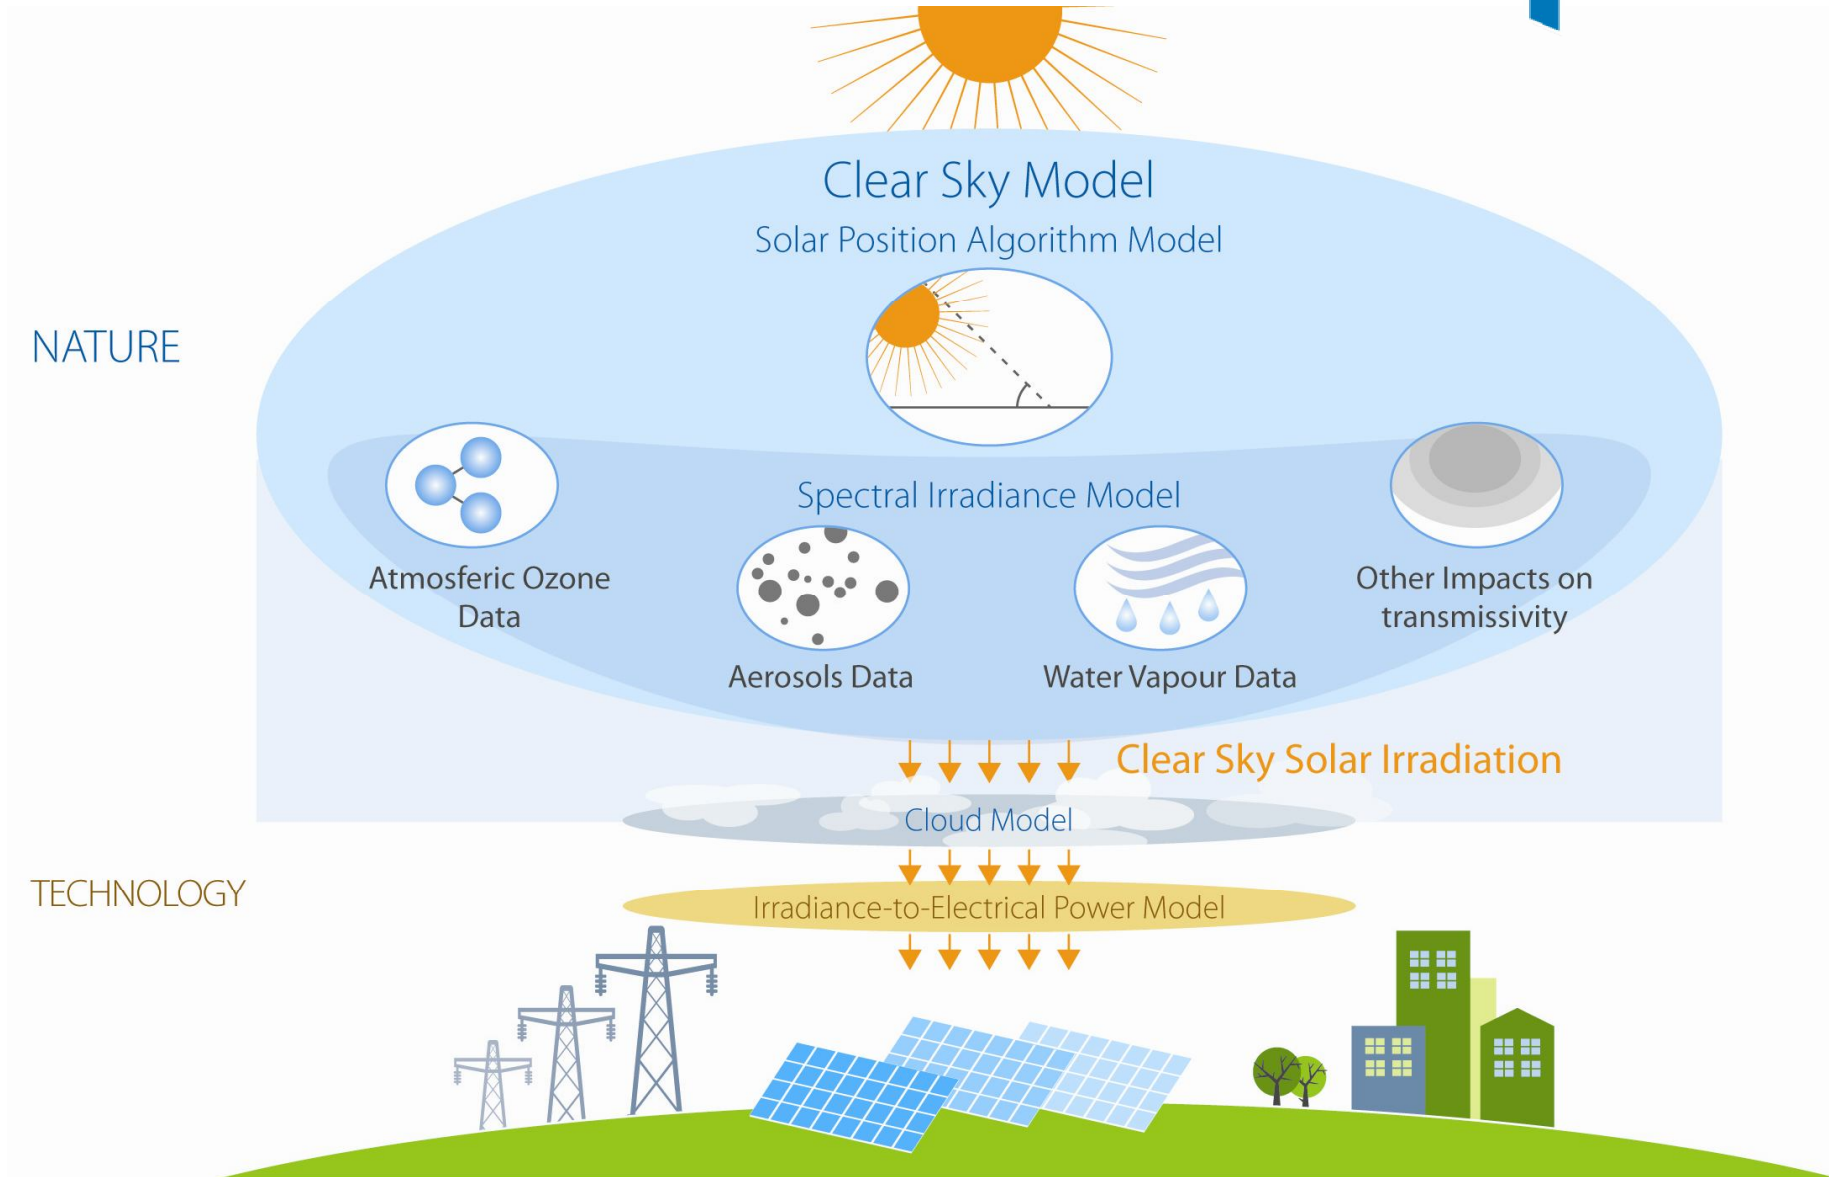 Clear Sky Model
Solar Position Algorithm Model
NATURE
Spectral Irradiance Model
Atmosferic Ozone
Data
Other Impacts on
transmissivity
Aerosols Data
Water Vapour Data
Clear Sky Solar Irradiation
Cloud Model
TECHNOLOGY
Irradiance-to-Electrical Power Model